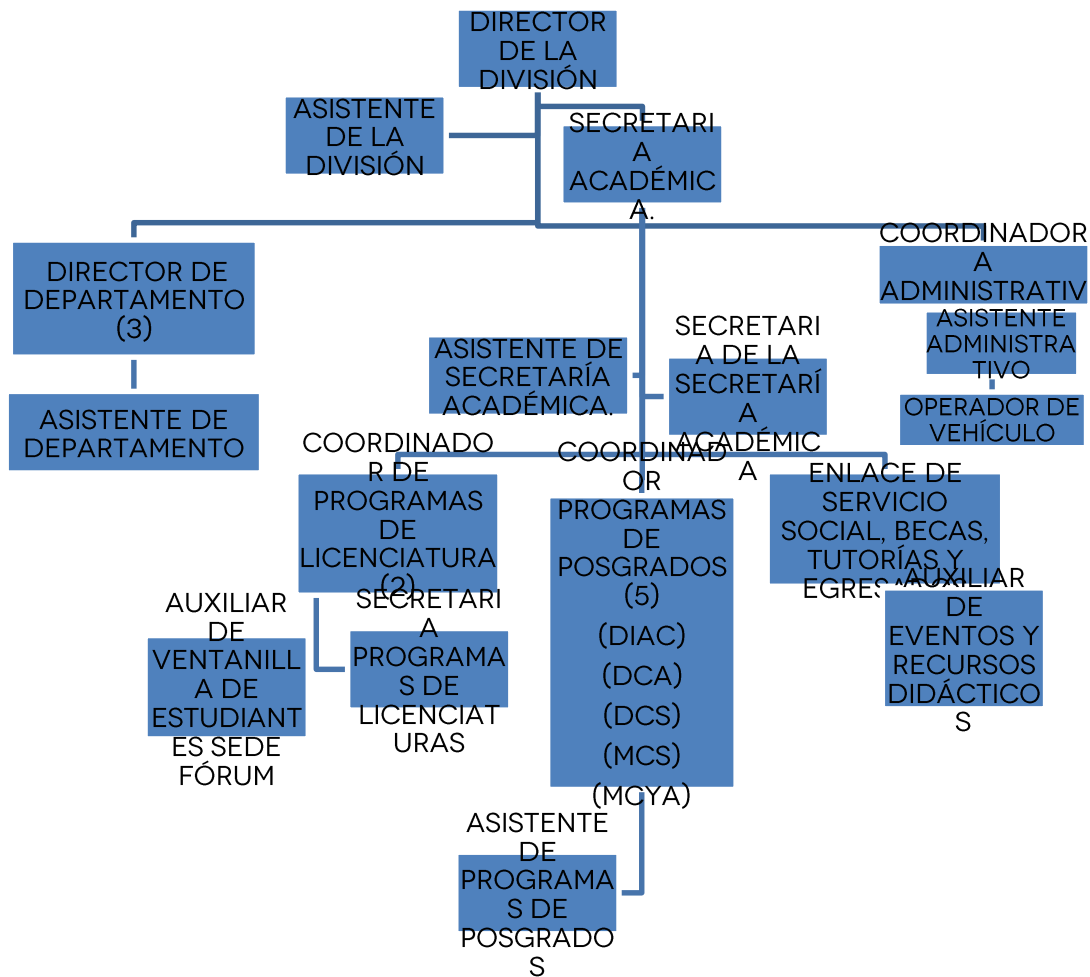 DIRECTOR
DE LA
DIVISIÓN
ASISTENTE
DE LA
DIVISIÓN
SECRETARI
A
ACADÉMIC
A.
DIRECTOR DE
DEPARTAMENTO
(3)
ASISTENTE DE
DEPARTAMENTO
COORDINADOR
A
ADMINISTRATIV
ASISTENTE
ADMINISTRA
TIVO
OPERADOR DE
VEHÍCULO
ASISTENTE DE
SECRETARÍA
ACADÉMICA.
SECRETARI
A DE LA
SECRETARÍ
A
ACADÉMIC
A
COORDINADO
R DE
PROGRAMAS
DE
LICENCIATURA
(2)
AUXILIAR
DE
VENTANILL
A DE
ESTUDIANT
ES SEDE
FÓRUM
SECRETARI
A
PROGRAMA
S DE
LICENCIAT
URAS
COORDINAD
OR
PROGRAMAS
DE
POSGRADOS
(5)
(DIAC)
(DCA)
(DCS)
(MCS)
(MCYA)
ASISTENTE
DE
PROGRAMA
S DE
POSGRADO
S
ENLACE DE
SERVICIO
SOCIAL, BECAS,
TUTORÍAS Y
AUXILIAR
DE
EVENTOS Y
RECURSOS
DIDÁCTICO
S